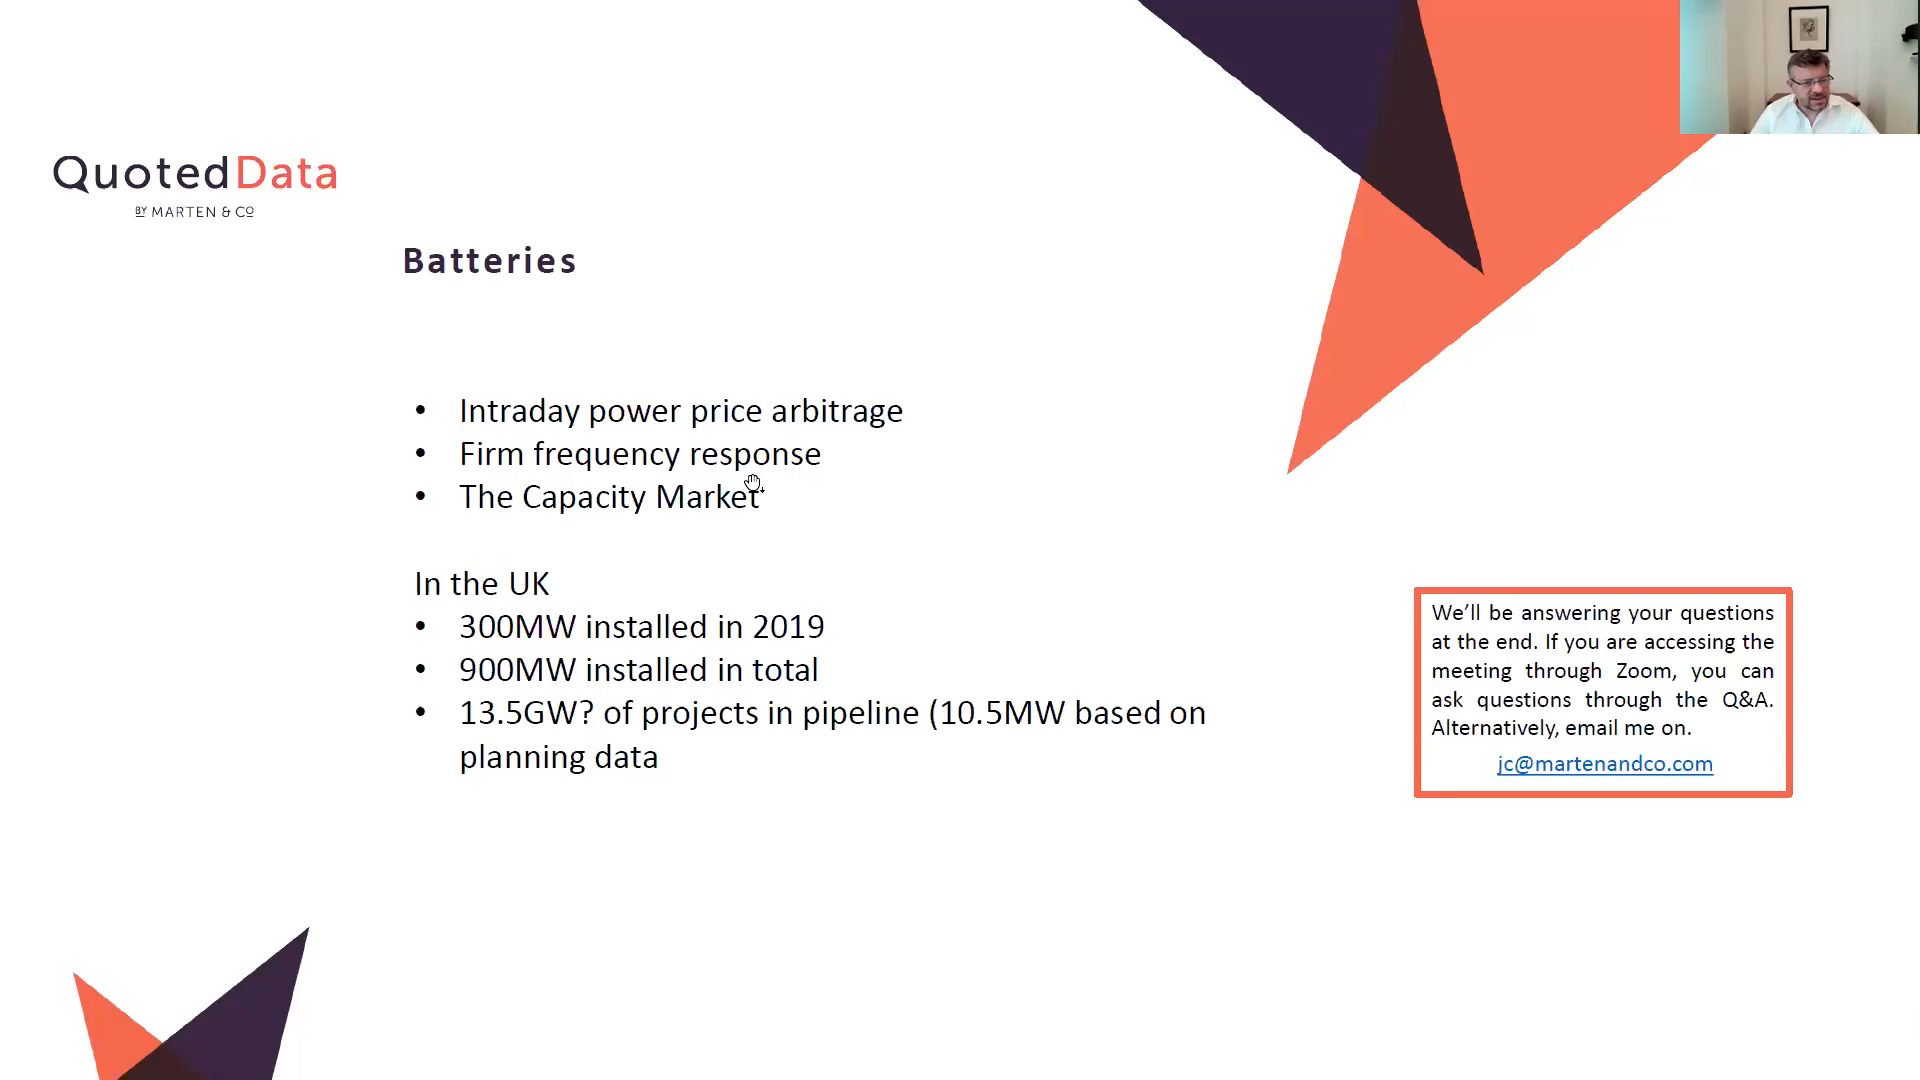 QuotedData
BY MARTEN & CO
Batteries
• Intraday power price arbitrage
• Firm frequency response
• The Capacity Market
In the UK
• 300MW installed in 2019
• 900MW installed in total
• 13.5GW? of projects in pipeline (10.5MW based on
planning data
We’ll be answering your questions
at the end. If you are accessing the
meeting through Zoom, you can
ask questions through the Q&A.
Alternatively, email me on.
jc@martenandco.com